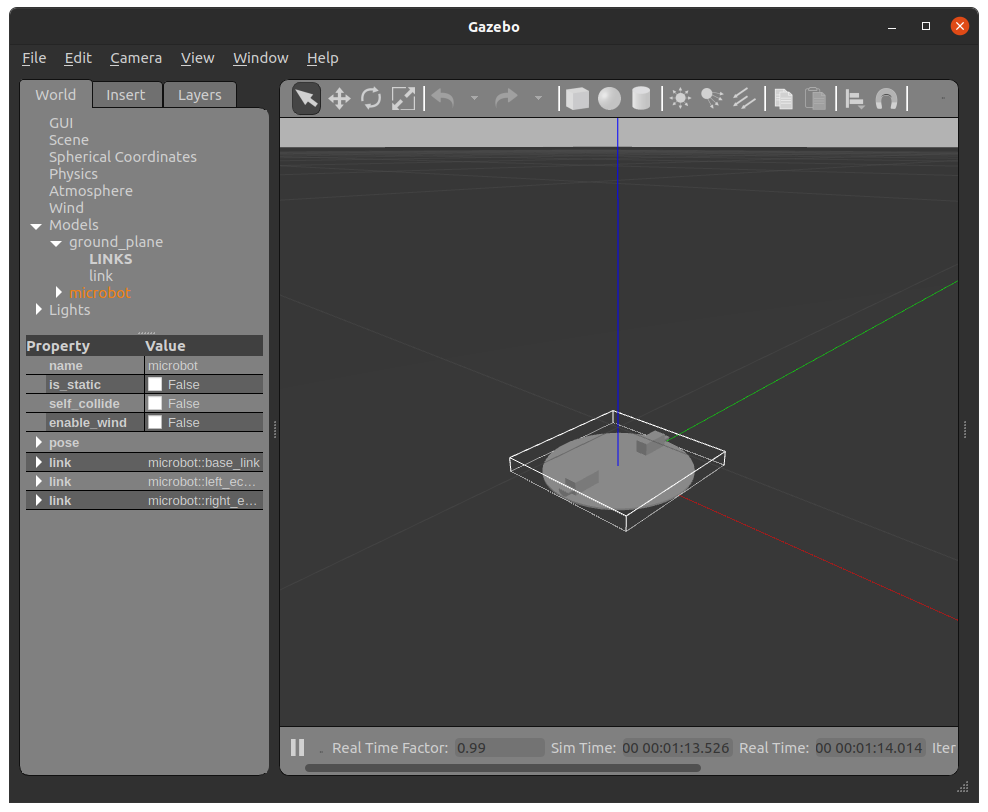 Gazebo
File Edit Camera View Window Help
World Insert Layers
GUI
Scene
Spherical Coordinates
Physics
Atmosphere
Wind
Models
ground_plane
LINKS
link
microbot
Lights
Property Value
name microbot
is_static False
self_collide False
enable_wind False
pose
link microbot::base_link
link microbot::left_ec...
link microbot::right_e...
Real Time Factor: 0.99 Sim Time: 00 00:01:13.526 Real Time: 00 00:01:14.014 Iter